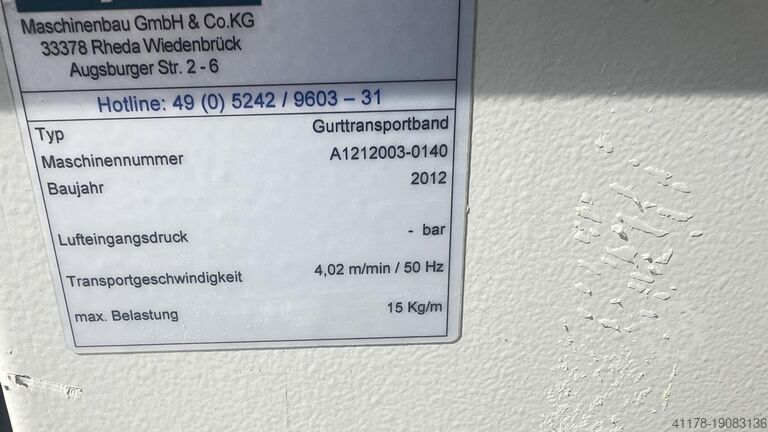 Maschinenbau GmbH & Co.KG
33378 Rheda Wiedenbrück
Augsburger Str. 2 - 6
Hotline: 49 (0) 5242 / 9603 – 31
Typ Gurttransportband
Maschinennummer A1212003-0140
Baujahr 2012
Lufteingangsdruck - bar
Transportgeschwindigkeit 4,02 m/min / 50 Hz
max. Belastung 15 Kg/m
41178-19083136